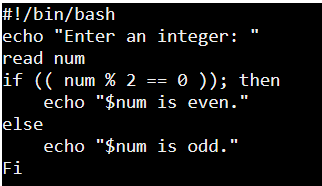 #!/bin/bash
echo "Enter an integer: "
read num
if (( num % 2 == 0 )); then
    echo "$num is even."
else
    echo "$num is odd."
Fi